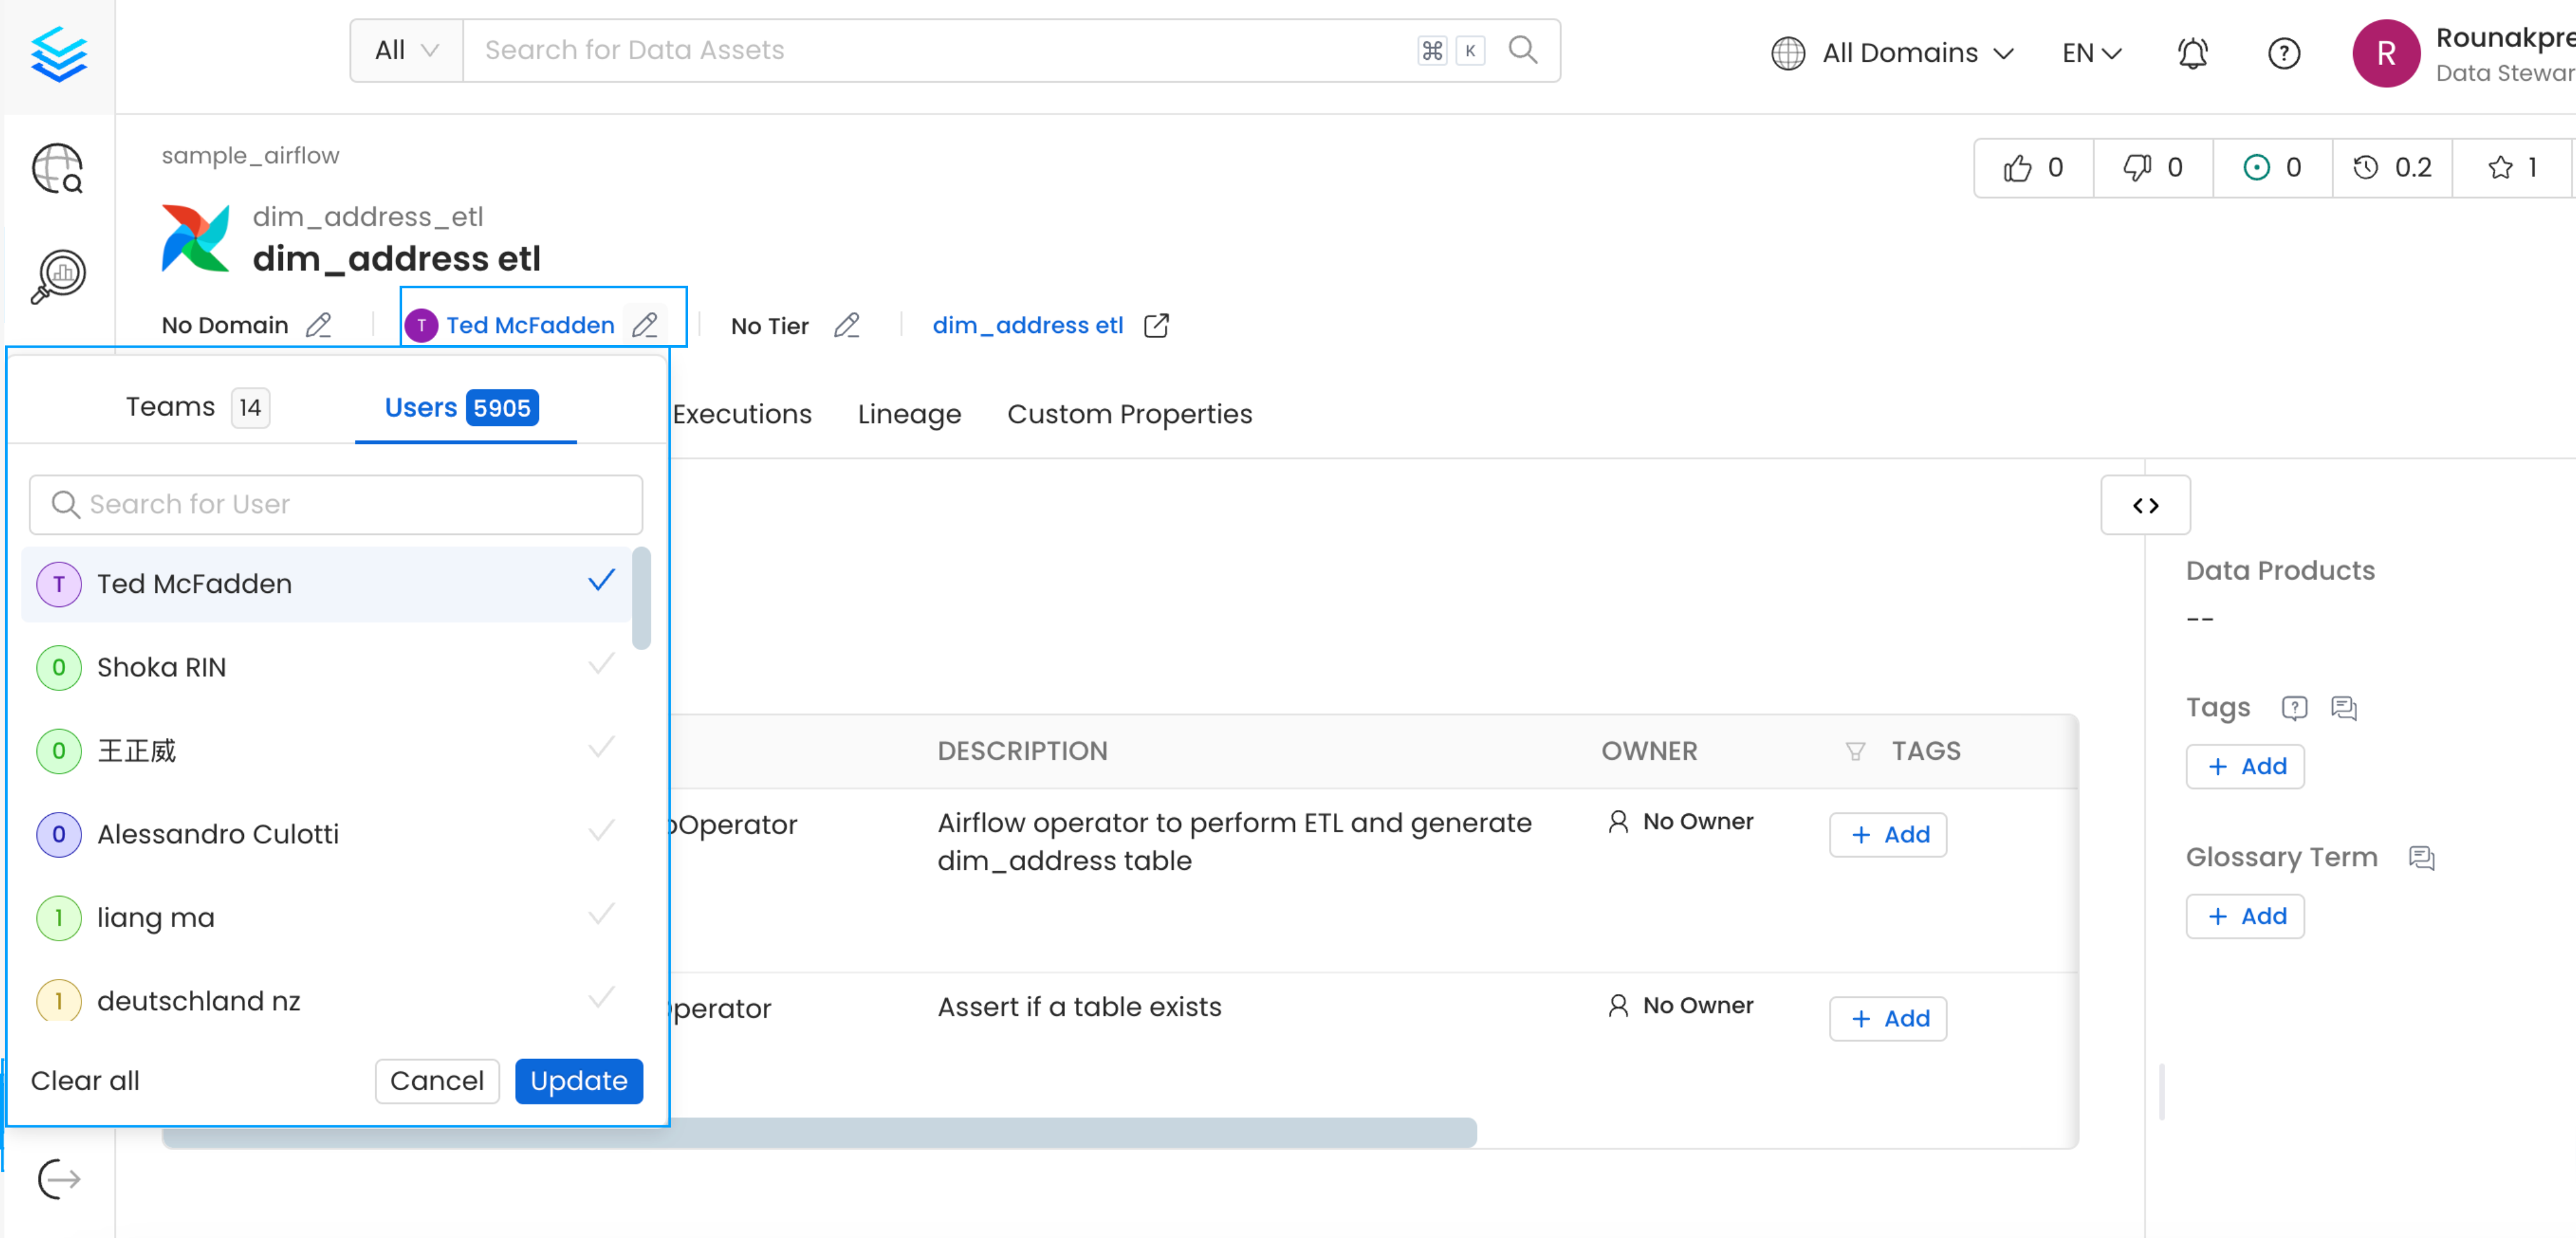 All
Search for Data Assets
⌘ K
All Domains
EN
R
Rounakpre
Data Stewar
sample_airflow
0
0
0
0.2
1
dim_address_etl
dim_address etl
No Domain
T Ted McFadden
No Tier
dim_address etl
Teams 14
Users 5905
Executions
Lineage
Custom Properties
Search for User
T Ted McFadden
0 Shoka RIN
0 王正威
0 Alessandro Culotti
1 liang ma
1 deutschland nz
Clear all
Cancel
Update
DESCRIPTION
OWNER
TAGS
pOperator
Airflow operator to perform ETL and generate
dim_address table
No Owner
+ Add
Operator
Assert if a table exists
No Owner
+ Add
Data Products
--
Tags
+ Add
Glossary Term
+ Add